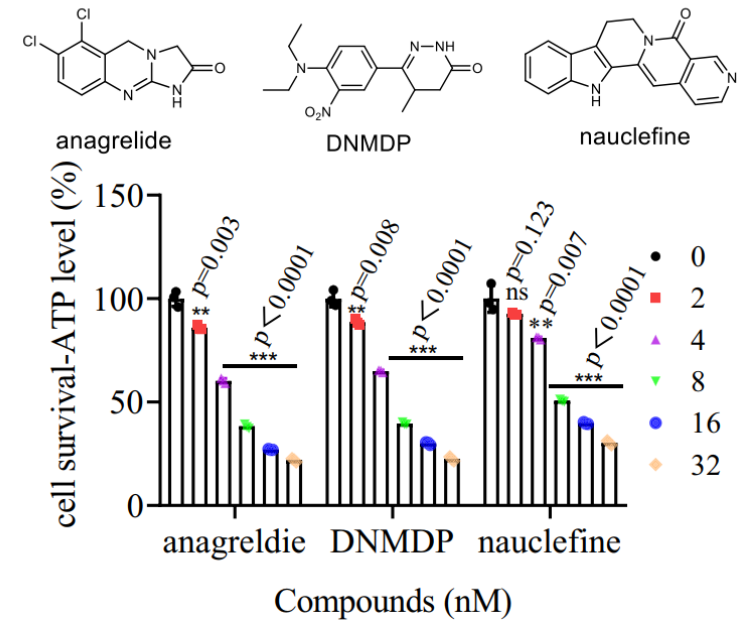 Cl
Cl
N
O
N
N
H
anagrelide
N
O₂N
N
NH
O
DNMDP
O
N
N
N
H
nauclefine
cell survival-ATP level (%)
150
100
50
0
p=0.003
**
p<0.0001
***
p=0.008
**
p<0.0001
***
p=0.123
ns
p=0.007
**
p<0.0001
***
anagreldie DNMDP nauclefine
Compounds (nM)
0
2
4
8
16
32